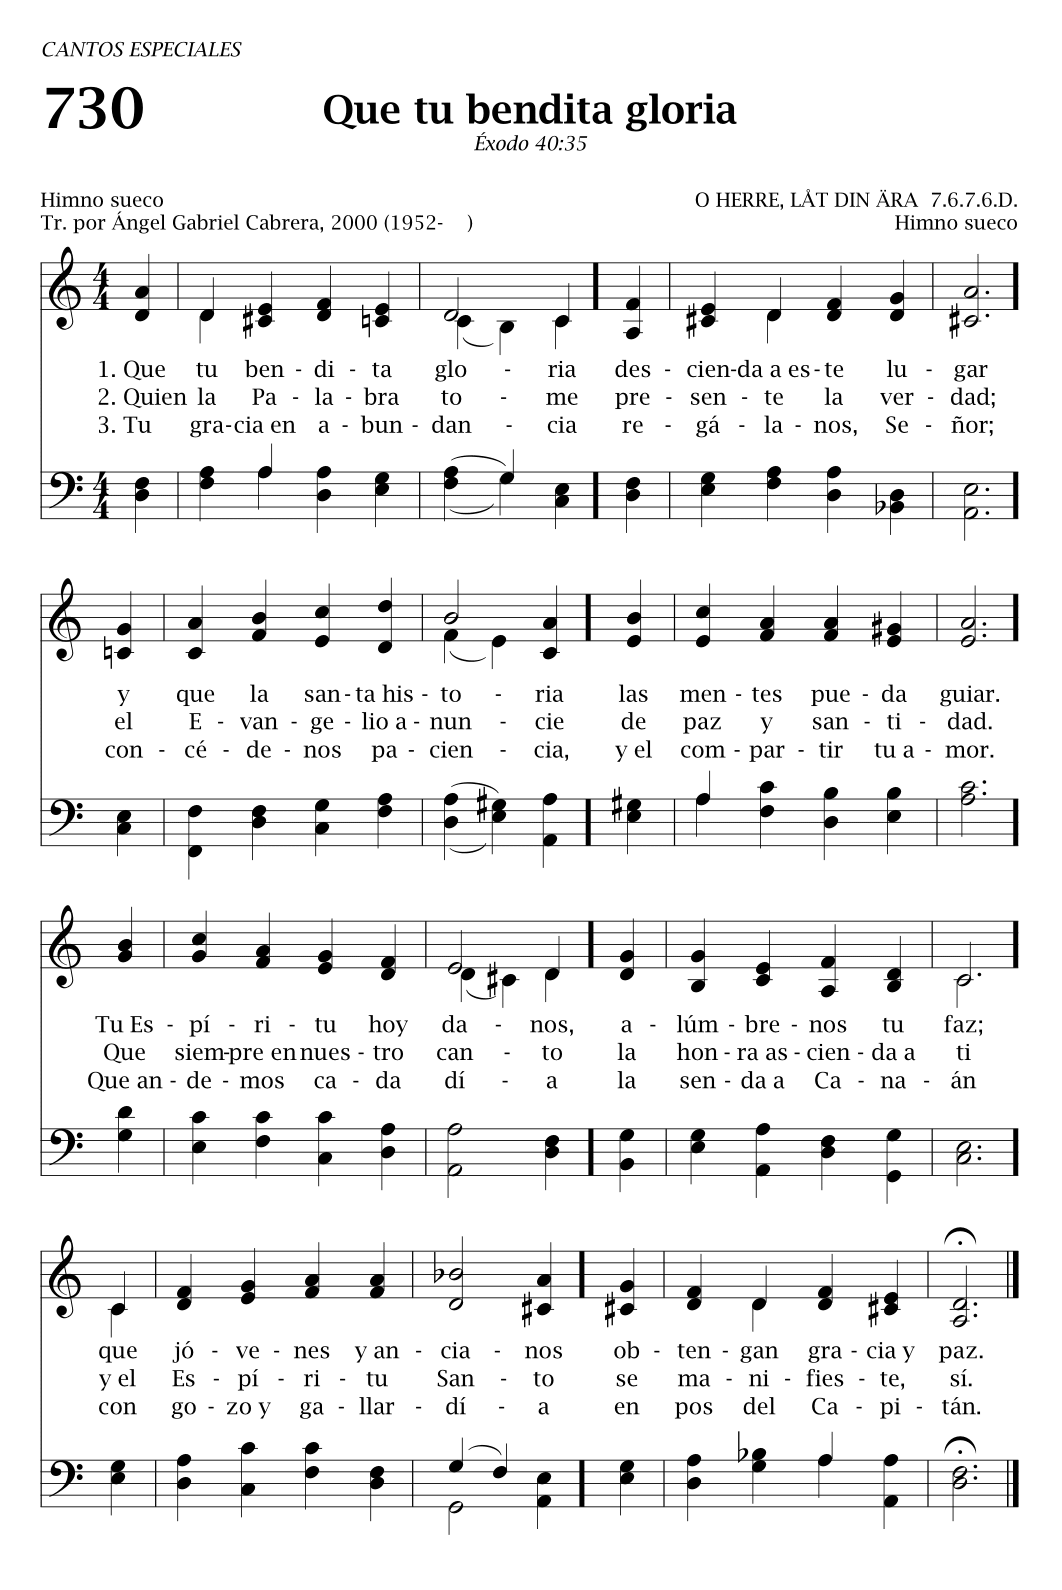 CANTOS ESPECIALES
730
Que tu bendita gloria
Éxodo 40:35
Himno sueco
O HERRE, LÅT DIN ÄRA 7.6.7.6.D.
Tr. por Ángel Gabriel Cabrera, 2000 (1952- )
Himno sueco
1. Que tu ben - di - ta glo - ria des - cien-da a es-te lu - gar
2. Quien la Pa - la - bra to - me pre - sen - te la ver - dad;
3. Tu gra-cia en a - bun - dan - cia re - gá - la - nos, Se - ñor;
y que la san-ta his - to - ria las men - tes pue - da guiar.
el E - van - ge - lio a - nun - cie de paz y san - ti - dad.
con - cé - de - nos pa - cien - cia, y el com - par - tir tu a - mor.
Tu Es - pí - ri - tu hoy da - nos, a - lúm - bre - nos tu faz;
Que siem-pre en nues - tro can - to la hon - ra as - cien - da a ti
Que an - de - mos ca - da dí - a la sen - da a Ca - na - án
que jó - ve - nes y an - cia - nos ob - ten - gan gra - cia y paz.
y el Es - pí - ri - tu San - to se ma - ni - fies - te, sí.
con go - zo y ga - llar - dí - a en pos del Ca - pi - tán.